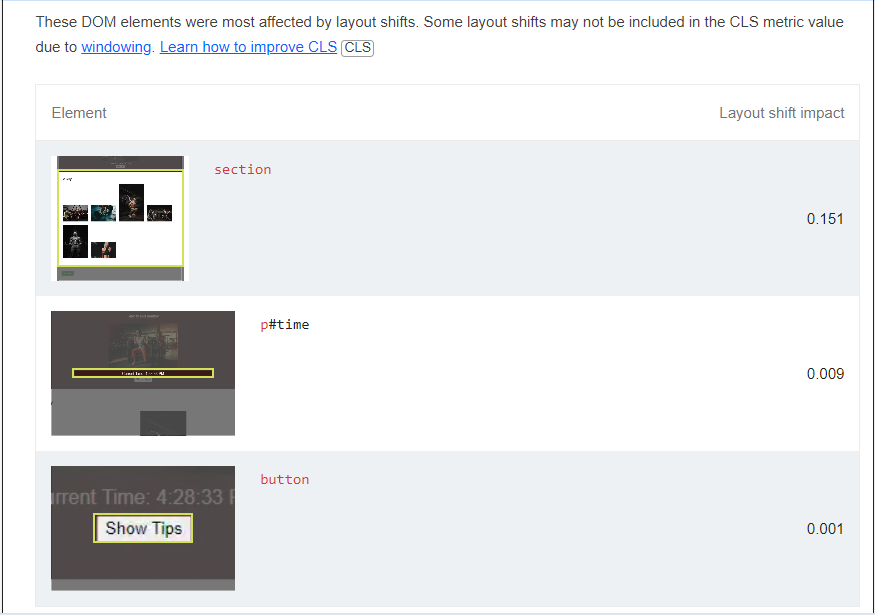 These DOM elements were most affected by layout shifts. Some layout shifts may not be included in the CLS metric value
due to windowing. Learn how to improve CLS CLS
Element Layout shift impact
section
0.151
p#time
0.009
urrent Time: 4:28:33 P
Show Tips
button
0.001